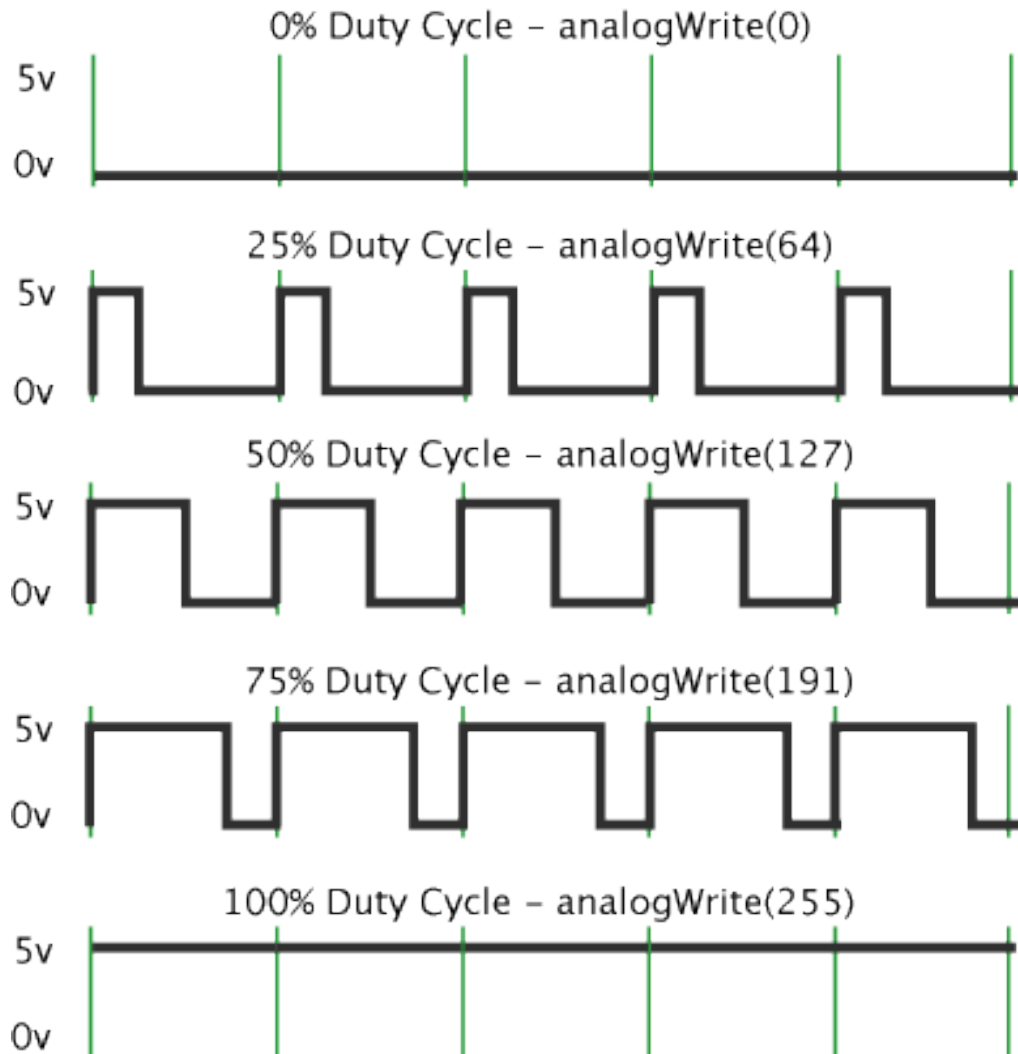 0% Duty Cycle – analogWrite(0)
5v
0v
25% Duty Cycle – analogWrite(64)
5v
0v
50% Duty Cycle – analogWrite(127)
5v
0v
75% Duty Cycle – analogWrite(191)
5v
0v
100% Duty Cycle – analogWrite(255)
5v
0v